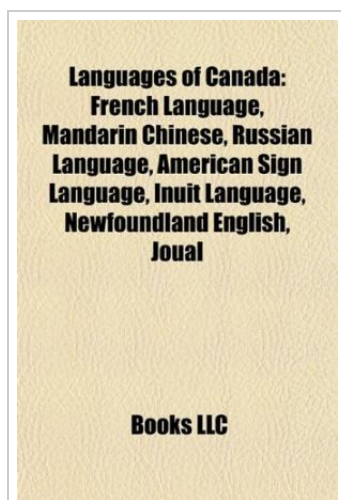 Languages of Canada:
French Language,
Mandarin Chinese, Russian
Language, American Sign
Language, Inuit Language,
Newfoundland English,
Joual
Books LLC